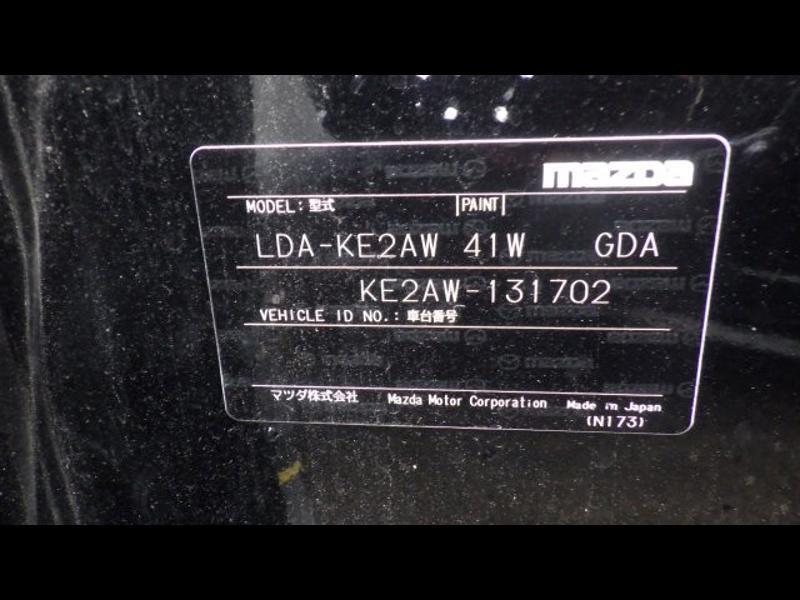 mazda
MODEL: 型式 PAINT
LDA-KE2AW 41W GDA
KE2AW-131702
VEHICLE ID NO.: 車台番号
マツダ株式会社 Mazda Motor Corporation Made in Japan
(N173)